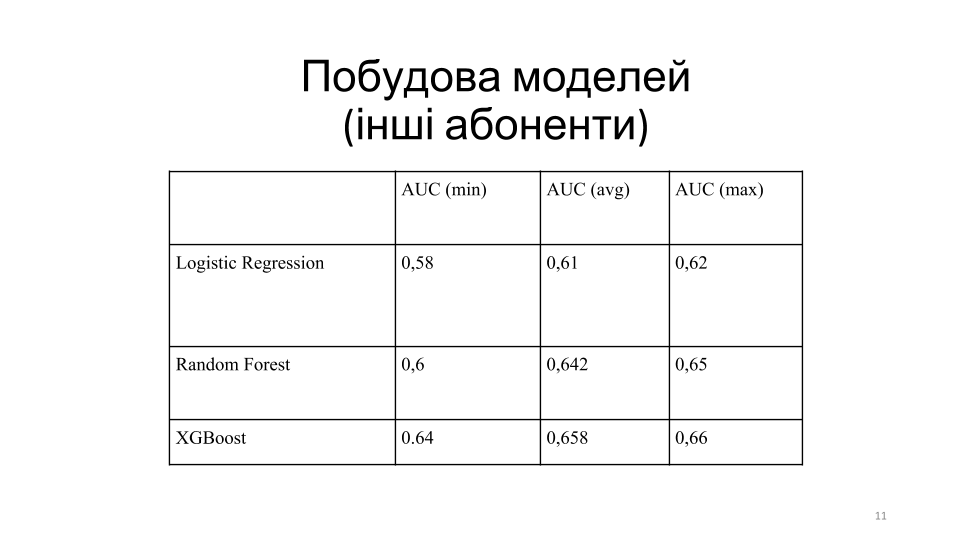 Побудова моделей
(інші абоненти)
AUC (min) AUC (avg) AUC (max)
Logistic Regression 0,58 0,61 0,62
Random Forest 0,6 0,642 0,65
XGBoost 0.64 0,658 0,66
11